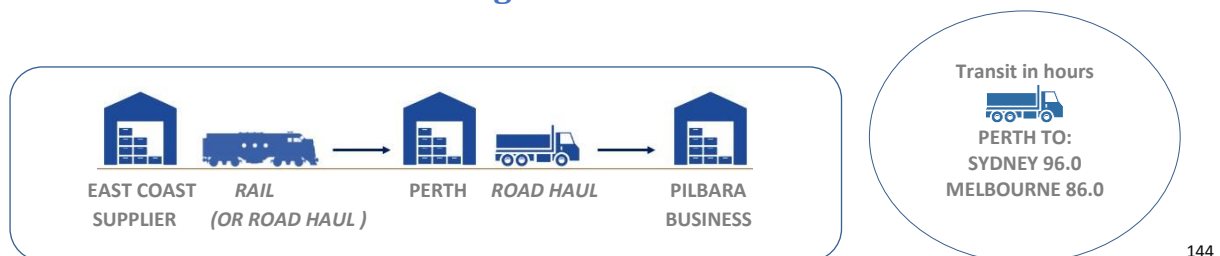 EAST COAST SUPPLIER
RAIL (OR ROAD HAUL )
PERTH
ROAD HAUL
PILBARA BUSINESS
Transit in hours
PERTH TO:
SYDNEY 96.0
MELBOURNE 86.0
144